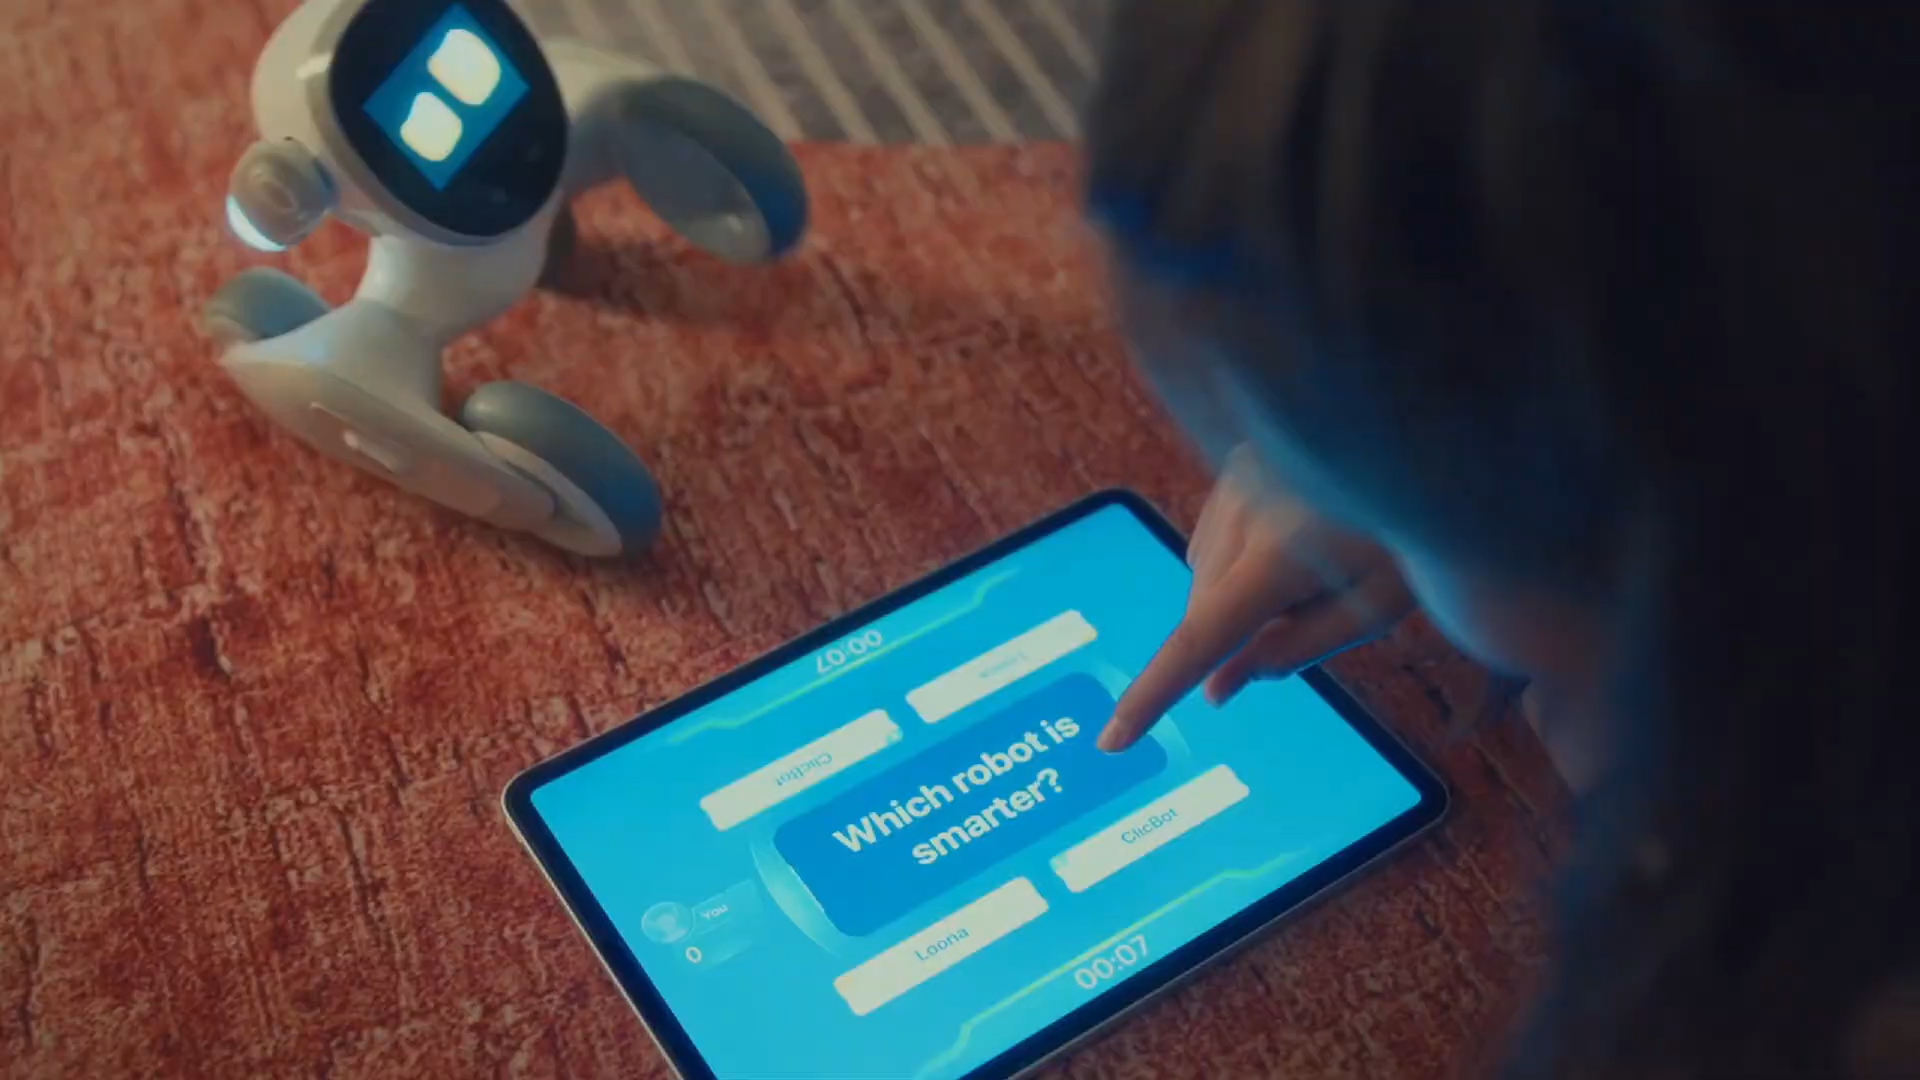 00:07
ClicBot
Which robot is
smarter?
ClicBot
Loona
You
0
00:07